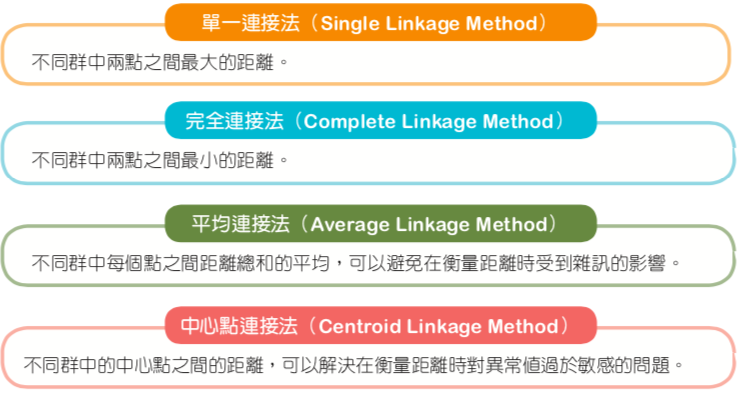 單一連接法（Single Linkage Method）
不同群中兩點之間最大的距離。
完全連接法（Complete Linkage Method）
不同群中兩點之間最小的距離。
平均連接法（Average Linkage Method）
不同群中每個點之間距離總和的平均，可以避免在衡量距離時受到雜訊的影響。
中心點連接法（Centroid Linkage Method）
不同群中的中心點之間的距離，可以解決在衡量距離時對異常值過於敏感的問題。